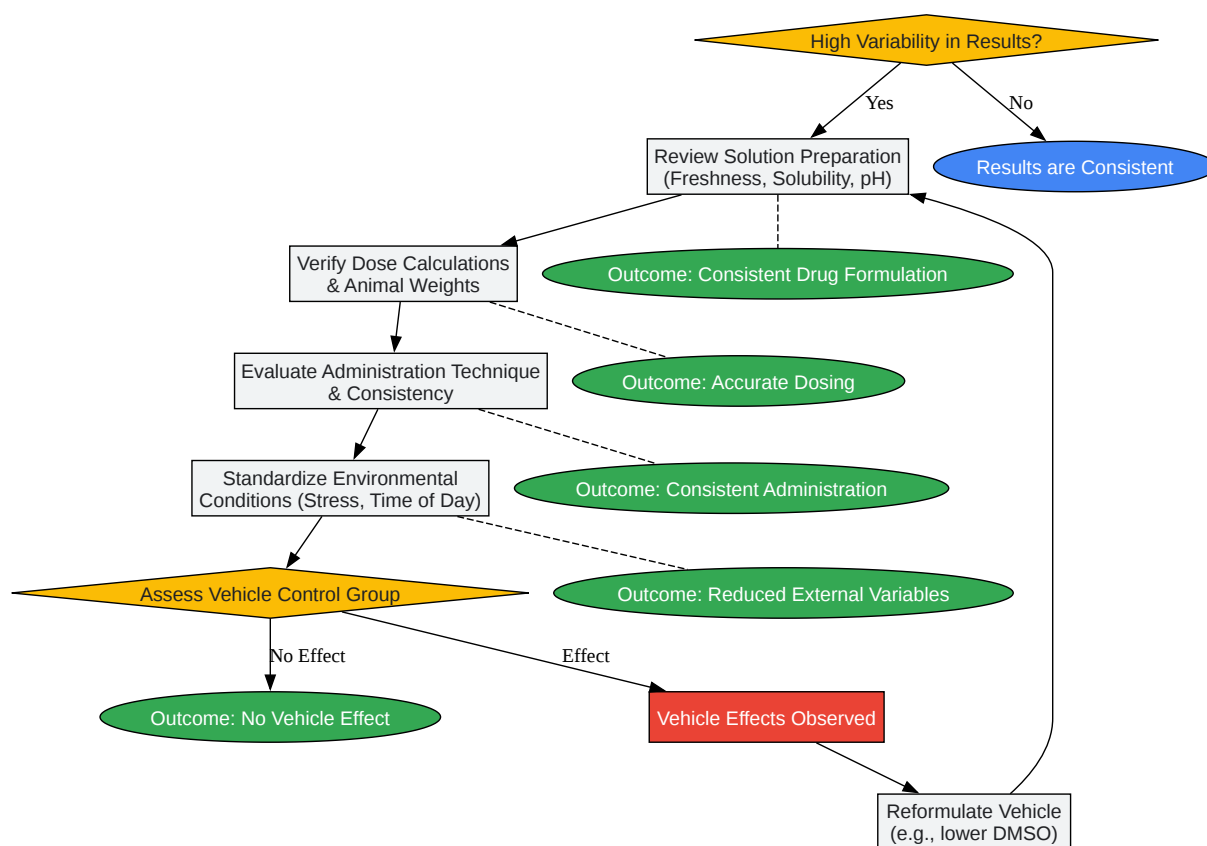 High Variability in Results?
Yes
No
Review Solution Preparation
(Freshness, Solubility, pH)
Results are Consistent
Verify Dose Calculations
& Animal Weights
Outcome: Consistent Drug Formulation
Evaluate Administration Technique
& Consistency
Outcome: Accurate Dosing
Standardize Environmental
Conditions (Stress, Time of Day)
Outcome: Consistent Administration
Assess Vehicle Control Group
Outcome: Reduced External Variables
No Effect
Effect
Outcome: No Vehicle Effect
Vehicle Effects Observed
Reformulate Vehicle
(e.g., lower DMSO)